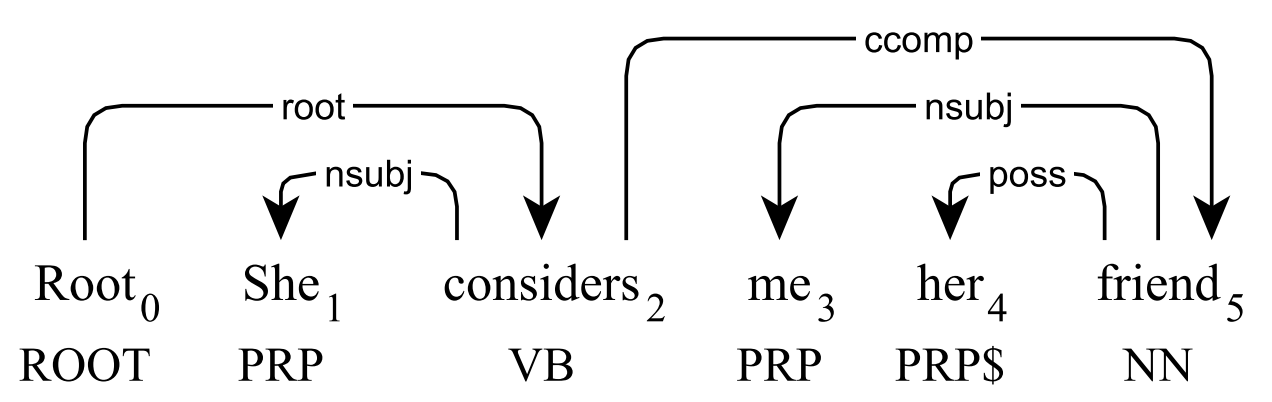 ccomp
root nsubj
nsubj poss
Root0 She1 considers2 me3 her4 friend5
ROOT PRP VB PRP PRP$ NN